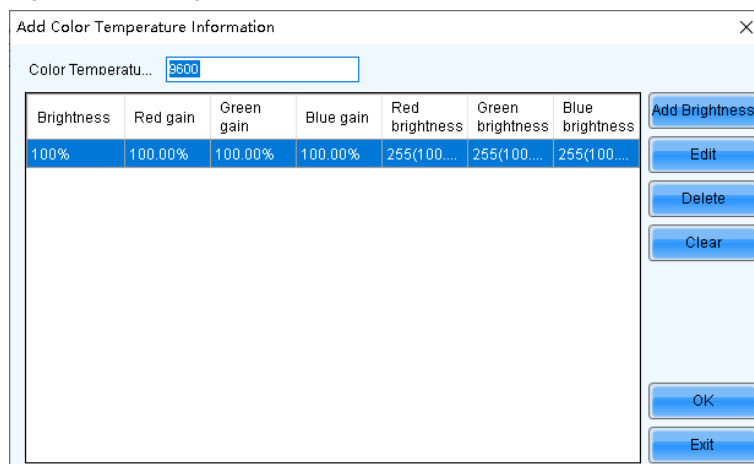 Add Color Temperature Information
Color Temperatu... 9600
Brightness Red gain Green gain Blue gain Red brightness Green brightness Blue brightness
100% 100.00% 100.00% 100.00% 255(100.... 255(100.... 255(100....
Add Brightness
Edit
Delete
Clear
OK
Exit